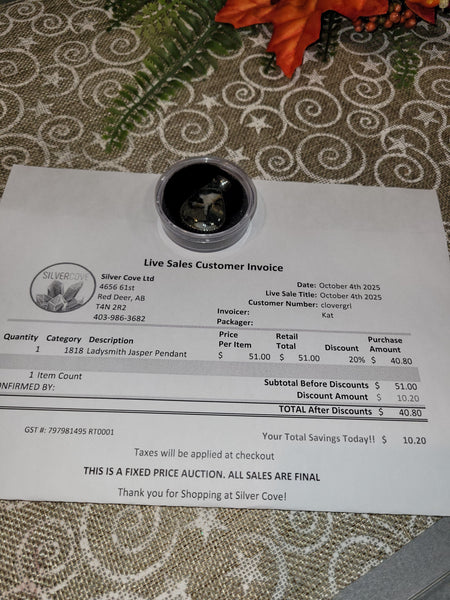 Live Sales Customer Invoice
SILVERCOVE
Silver Cove Ltd
4656 61st
Red Deer, AB
T4N 2R2
403-986-3682
Date: October 4th 2025
Live Sale Title: October 4th 2025
Customer Number: clovergrl
Invoicer: Kat
Packager:
Quantity Category Description Price Per Item Retail Total Discount Purchase Amount
1 1818 Ladysmith Jasper Pendant $ 51.00 $ 51.00 20% $ 40.80
1 Item Count
Subtotal Before Discounts $ 51.00
ONFIRMED BY:
Discount Amount $ 10.20
TOTAL After Discounts $ 40.80
GST #: 797981495 RT0001
Your Total Savings Today!! $ 10.20
Taxes will be applied at checkout
THIS IS A FIXED PRICE AUCTION. ALL SALES ARE FINAL
Thank you for Shopping at Silver Cove!